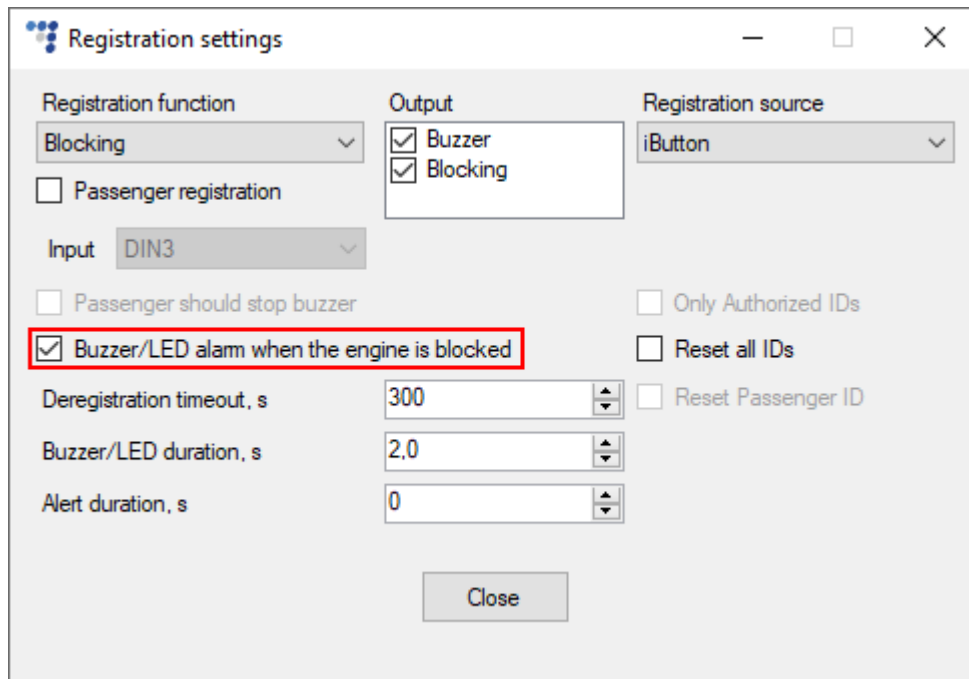 Registration settings
Registration function
Output
Registration source
Blocking
Buzzer
Blocking
iButton
Passenger registration
Input
DIN3
Passenger should stop buzzer
Only Authorized IDs
Buzzer/LED alarm when the engine is blocked
Reset all IDs
Deregistration timeout, s
300
Reset Passenger ID
Buzzer/LED duration, s
2,0
Alert duration, s
0
Close